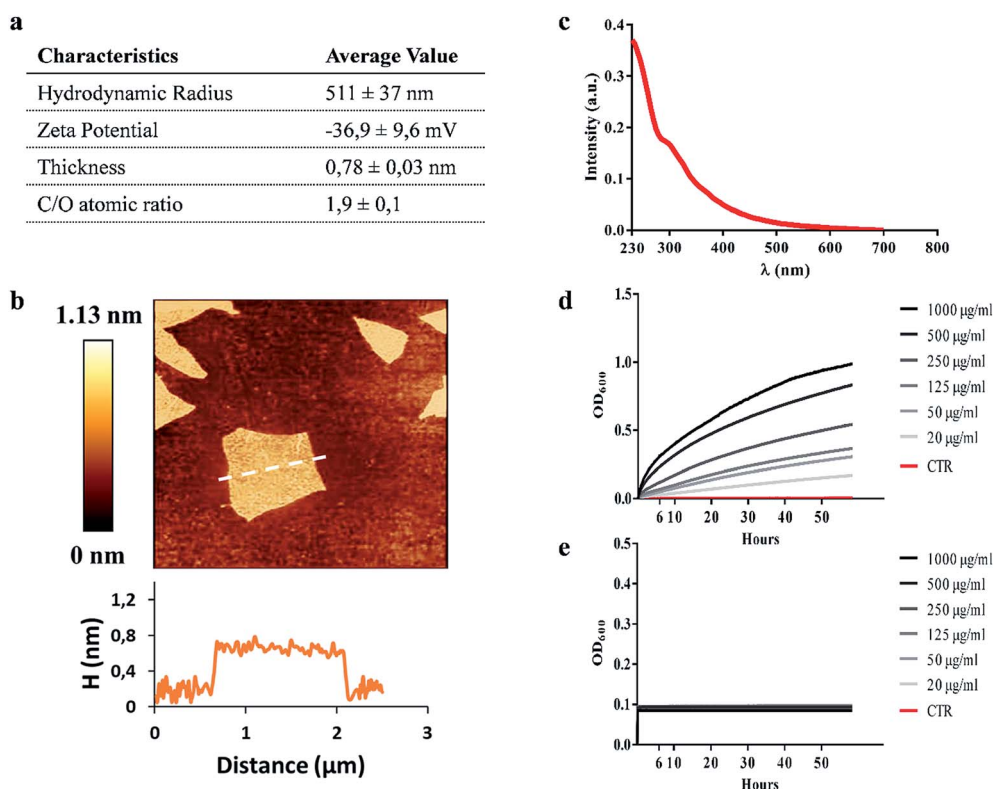 a
Characteristics Average Value
Hydrodynamic Radius 511 ± 37 nm
Zeta Potential -36,9 ± 9,6 mV
Thickness 0,78 ± 0,03 nm
C/O atomic ratio 1,9 ± 0,1
b
1.13 nm
0 nm
H (nm)
1,2
0,8
0,4
0
0 1 2 3
Distance (µm)
c
Intensity (a.u.)
0.4
0.3
0.2
0.1
0.0
230 300 400 500 600 700 800
λ (nm)
d
OD600
1.5
1.0
0.5
0.0
6 10 20 30 40 50
Hours
1000 µg/ml
500 µg/ml
250 µg/ml
125 µg/ml
50 µg/ml
20 µg/ml
CTR
e
OD600
0.5
0.4
0.3
0.2
0.1
0.0
6 10 20 30 40 50
Hours
1000 µg/ml
500 µg/ml
250 µg/ml
125 µg/ml
50 µg/ml
20 µg/ml
CTR